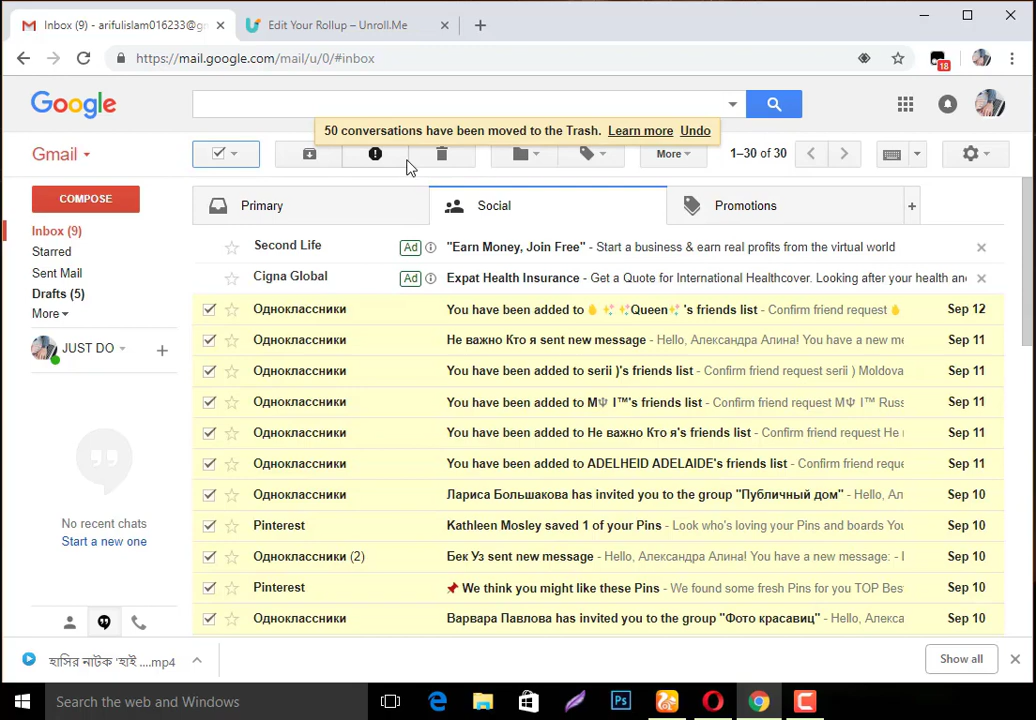 Inbox (9) - arifulislam016233@g
Edit Your Rollup – Unroll.Me
https://mail.google.com/mail/u/0/#inbox
18
Google
50 conversations have been moved to the Trash. Learn more Undo
Gmail
More
1–30 of 30
COMPOSE
Primary
Social
Promotions
Inbox (9)
Starred
Sent Mail
Drafts (5)
More
JUST DO
No recent chats
Start a new one
Second Life Ad "Earn Money, Join Free" - Start a business & earn real profits from the virtual world
Cigna Global Ad Expat Health Insurance - Get a Quote for International Healthcover. Looking after your health an
Одноклассники You have been added to 's friends list ✨✨Queen✨ - Confirm friend request Sep 12
Одноклассники Не важно Кто я sent new message - Hello, Александра Алина! You have a new me Sep 11
Одноклассники You have been added to serii )'s friends list - Confirm friend request serii ) Moldova Sep 11
Одноклассники You have been added to МΨ І™'s friends list - Confirm friend request МΨ І™ Russ Sep 11
Одноклассники You have been added to Не важно Кто я's friends list - Confirm friend request Не Sep 11
Одноклассники You have been added to ADELHEID ADELAIDE's friends list - Confirm friend reque Sep 11
Одноклассники Лариса Большакова has invited you to the group "Публичный дом" - Hello, Ал Sep 10
Pinterest Kathleen Mosley saved 1 of your Pins - Look who's loving your Pins and boards You Sep 10
Одноклассники (2) Бек Уз sent new message - Hello, Александра Алина! You have a new message: - Sep 10
Pinterest 📌 We think you might like these Pins - We found some fresh Pins for you TOP Bes Sep 10
Одноклассники Варвара Павлова has invited you to the group "Фото красавиц" - Hello, Алекса Sep 10
হাসির নাটক 'হাই ....mp4
Show all
Search the web and Windows